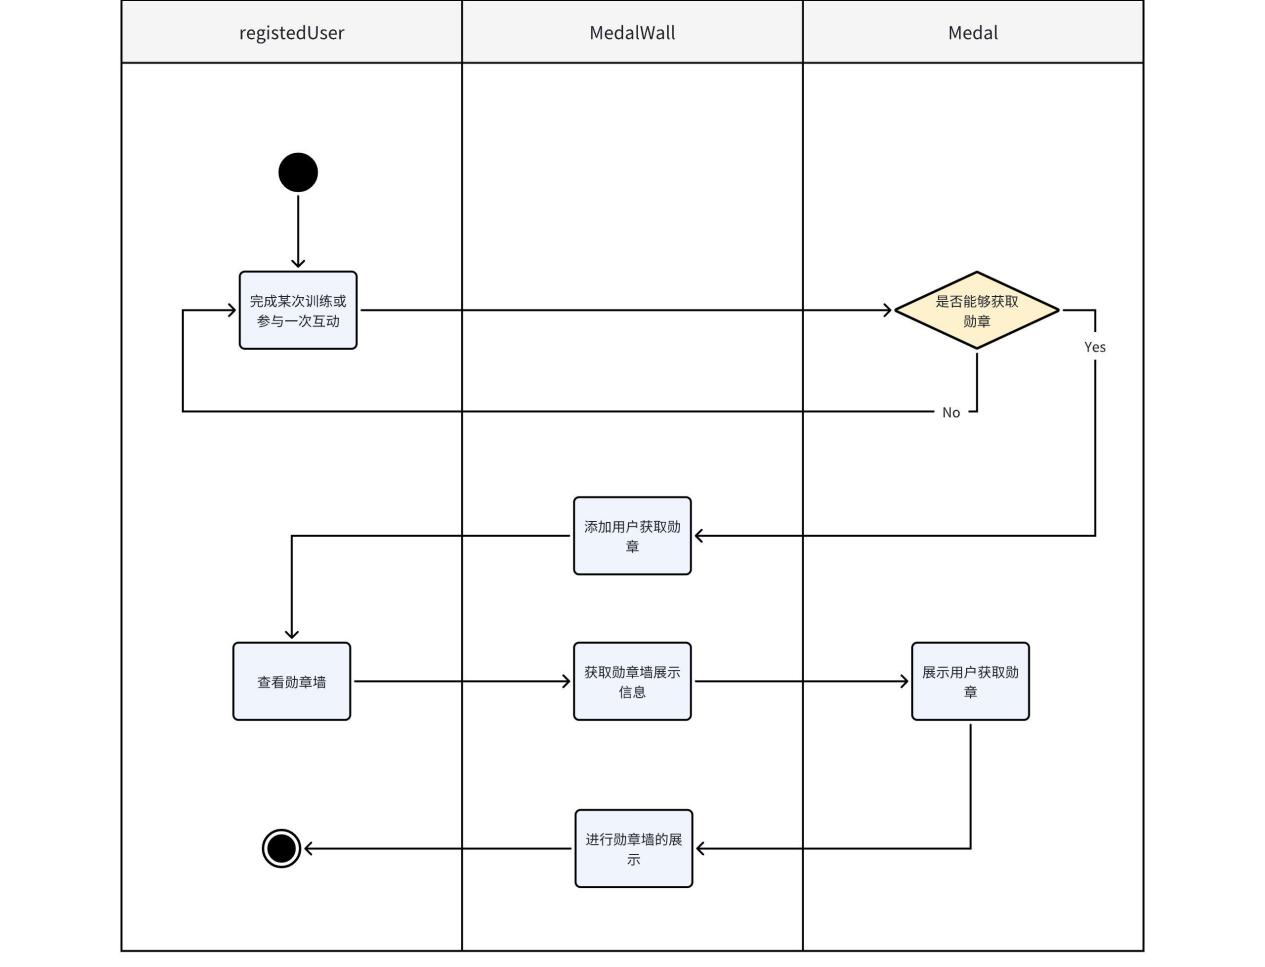 registedUser
MedalWall
Medal
完成某次训练或
参与一次互动
是否能够获取
勋章
Yes
No
添加用户获取勋
章
查看勋章墙
获取勋章墙展示
信息
展示用户获取勋
章
进行勋章墙的展
示